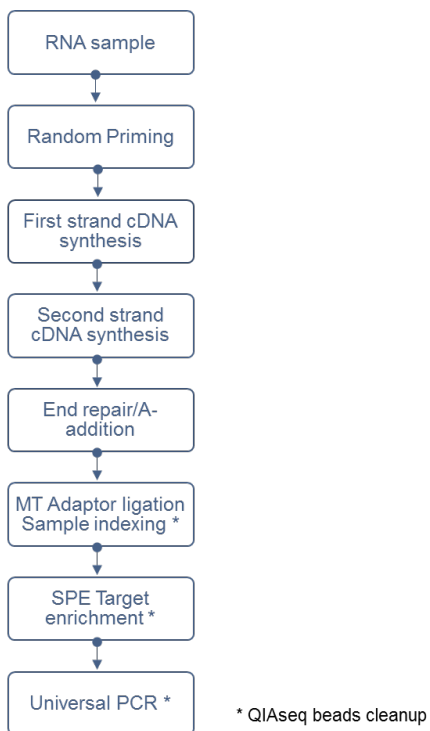 RNA sample
Random Priming
First strand cDNA
synthesis
Second strand
cDNA synthesis
End repair/A-
addition
MT Adaptor ligation
Sample indexing *
SPE Target
enrichment *
Universal PCR *
* QIAseq beads cleanup